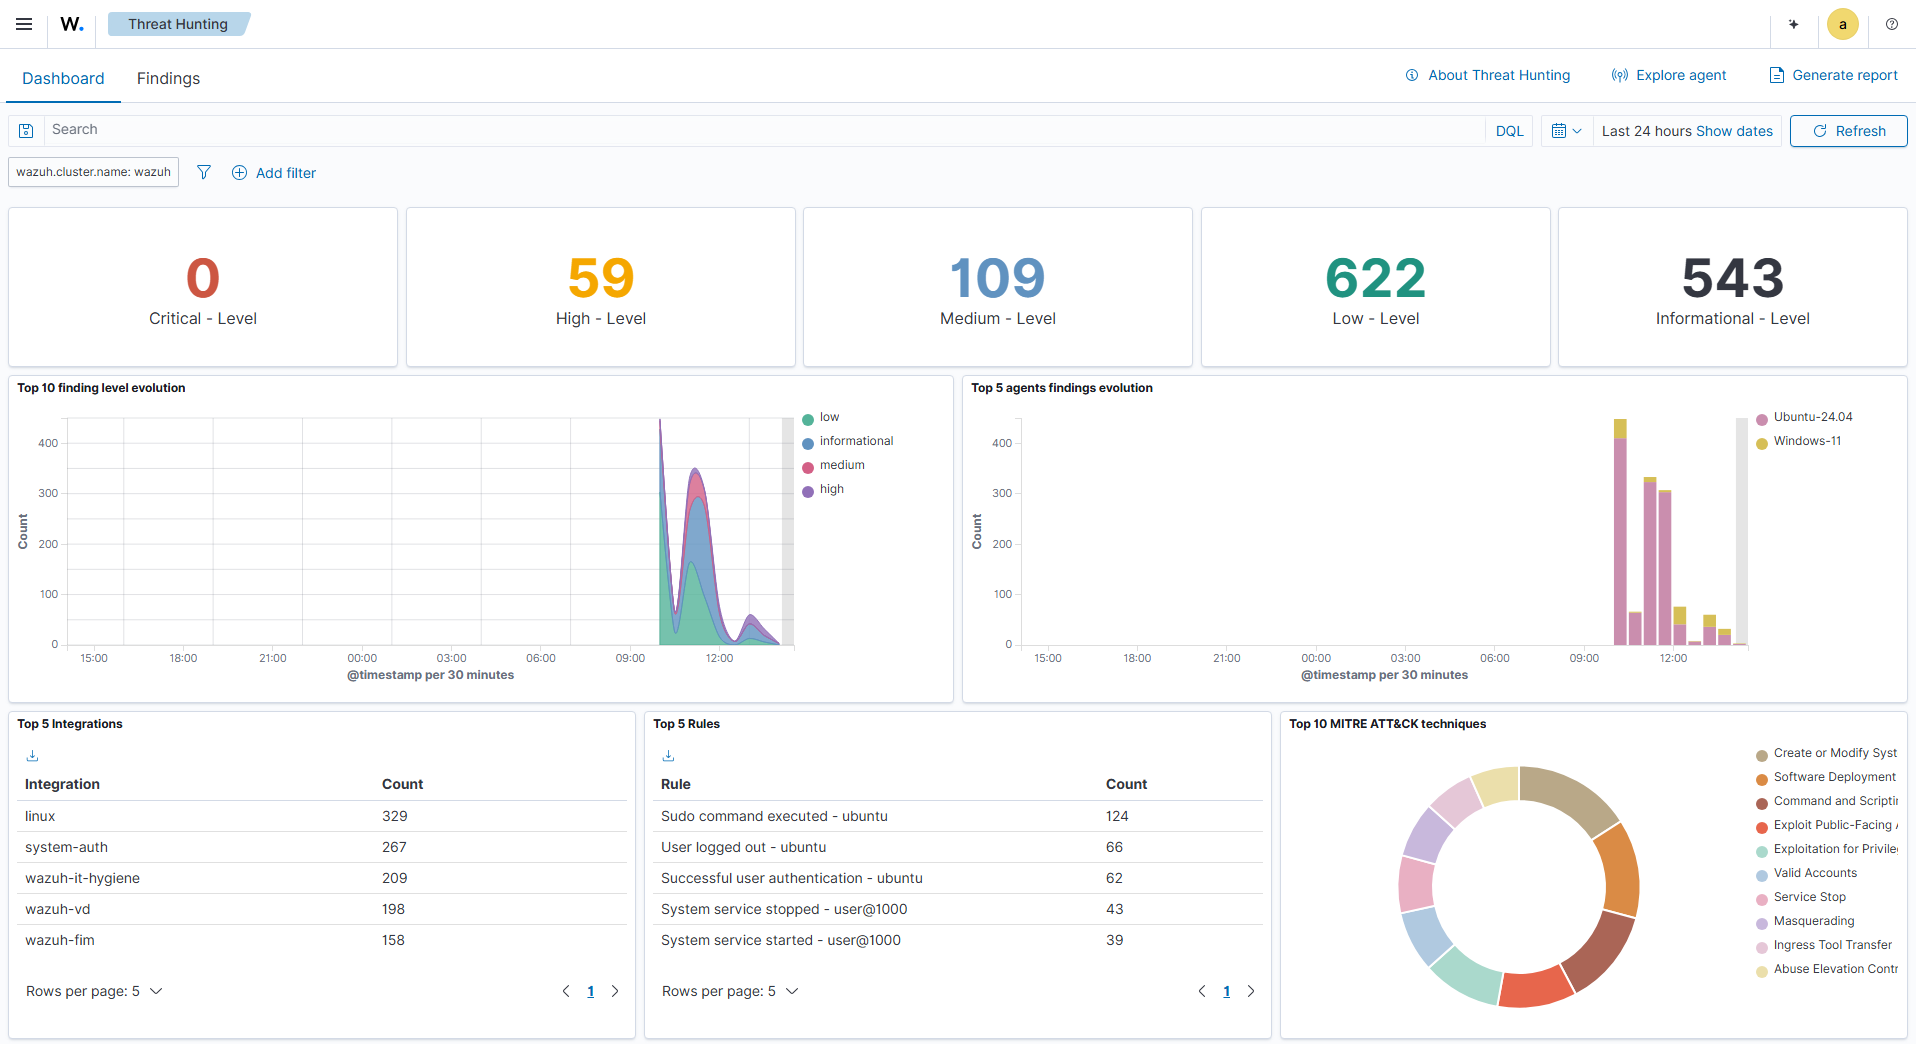 W. Threat Hunting a
Dashboard Findings About Threat Hunting Explore agent Generate report
Search DQL Last 24 hours Show dates Refresh
wazuh.cluster.name: wazuh Add filter
0 59 109 622 543
Critical - Level High - Level Medium - Level Low - Level Informational - Level
Top 10 finding level evolution
400
300
200
100
0
Count
15:00 18:00 21:00 00:00 03:00 06:00 09:00 12:00
@timestamp per 30 minutes
low
informational
medium
high
Top 5 agents findings evolution
400
300
200
100
0
Count
15:00 18:00 21:00 00:00 03:00 06:00 09:00 12:00
@timestamp per 30 minutes
Ubuntu-24.04
Windows-11
Top 5 Integrations
Integration Count
linux 329
system-auth 267
wazuh-it-hygiene 209
wazuh-vd 198
wazuh-fim 158
Rows per page: 5 1
Top 5 Rules
Rule Count
Sudo command executed - ubuntu 124
User logged out - ubuntu 66
Successful user authentication - ubuntu 62
System service stopped - user@1000 43
System service started - user@1000 39
Rows per page: 5 1
Top 10 MITRE ATT&CK techniques
Create or Modify Syst
Software Deployment
Command and Scriptin
Exploit Public-Facing A
Exploitation for Privile
Valid Accounts
Service Stop
Masquerading
Ingress Tool Transfer
Abuse Elevation Contr